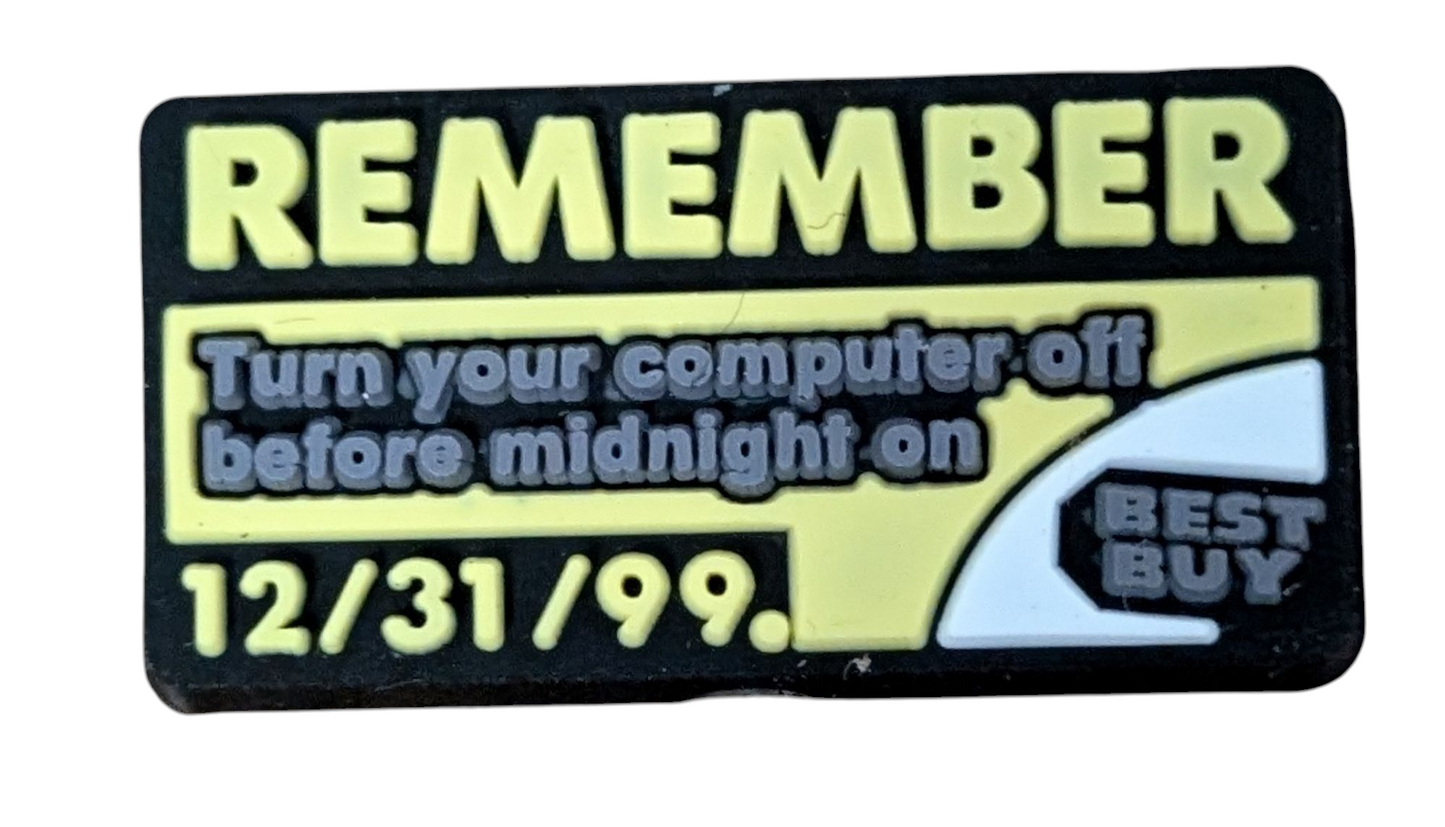 REMEMBER
Turn your computer off
before midnight on
12/31/99.
BEST
BUY